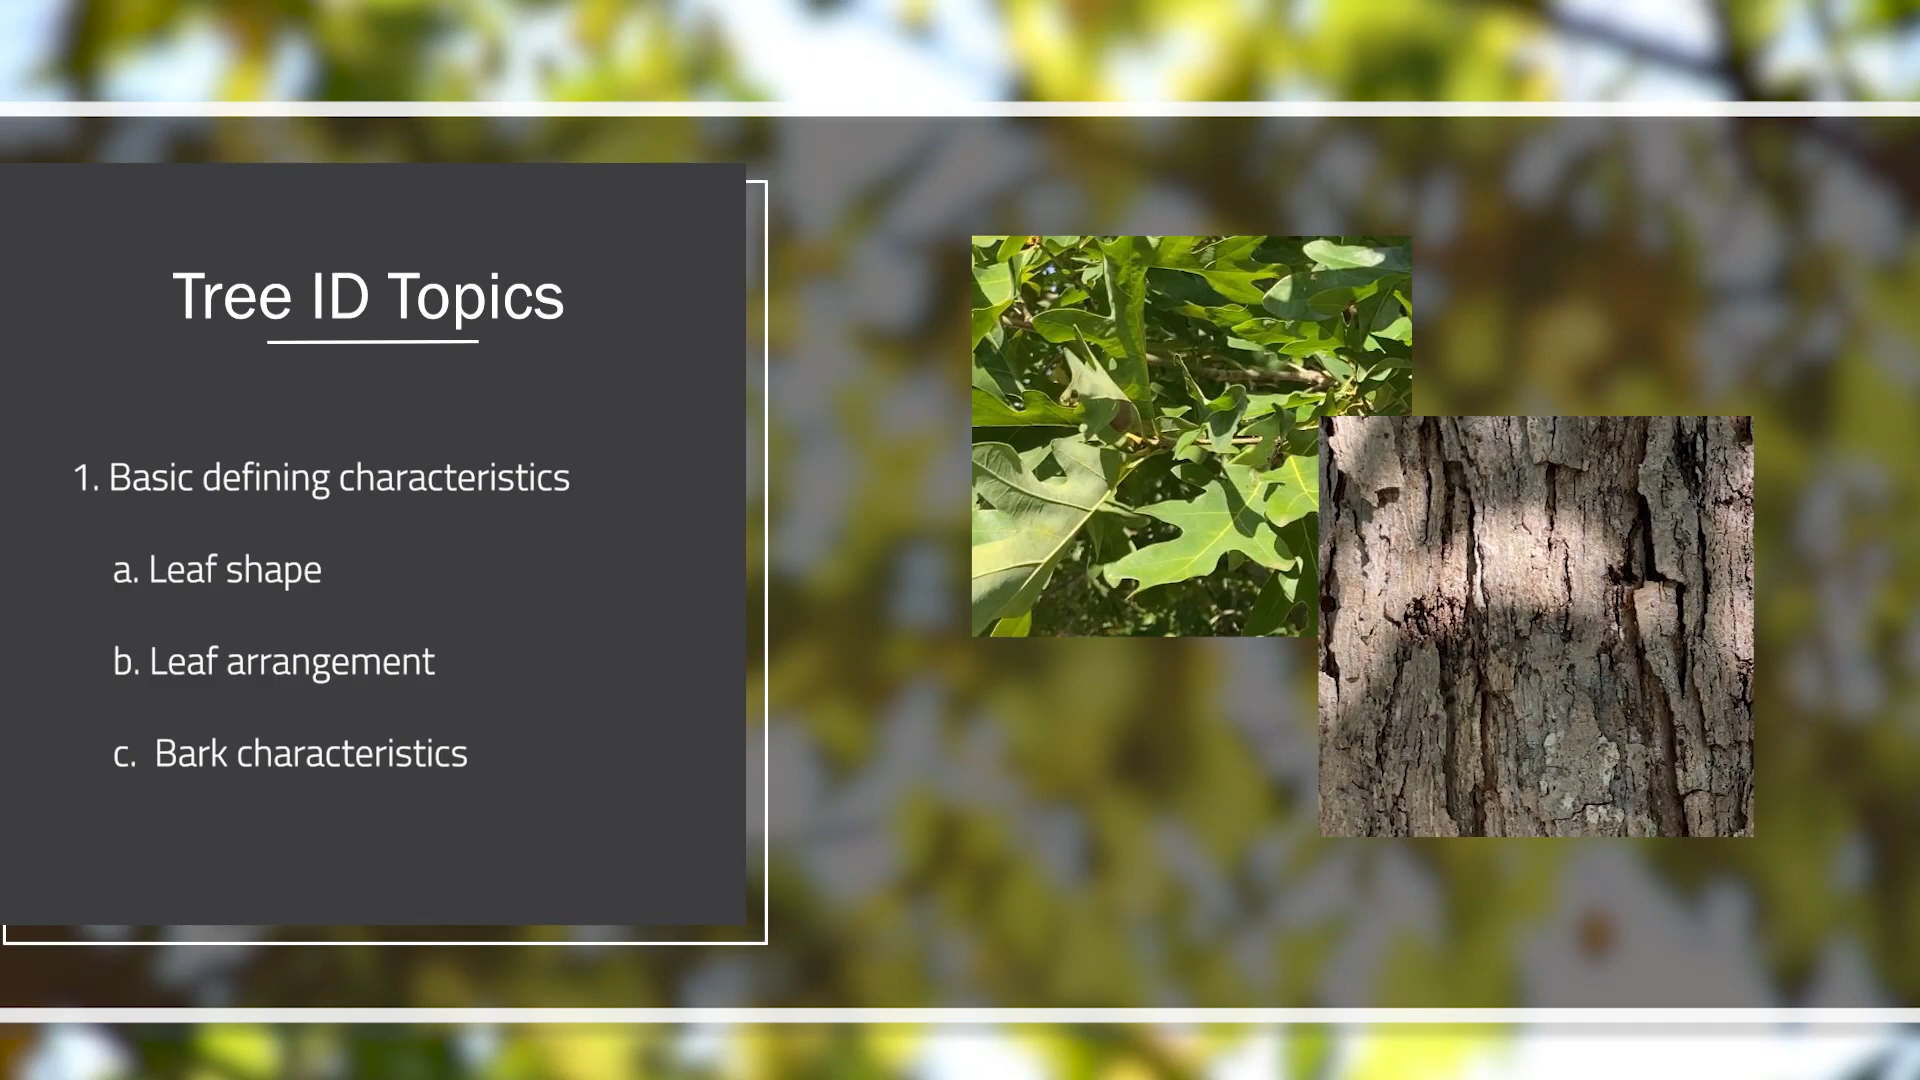 Tree ID Topics
1. Basic defining characteristics
a. Leaf shape
b. Leaf arrangement
c. Bark characteristics